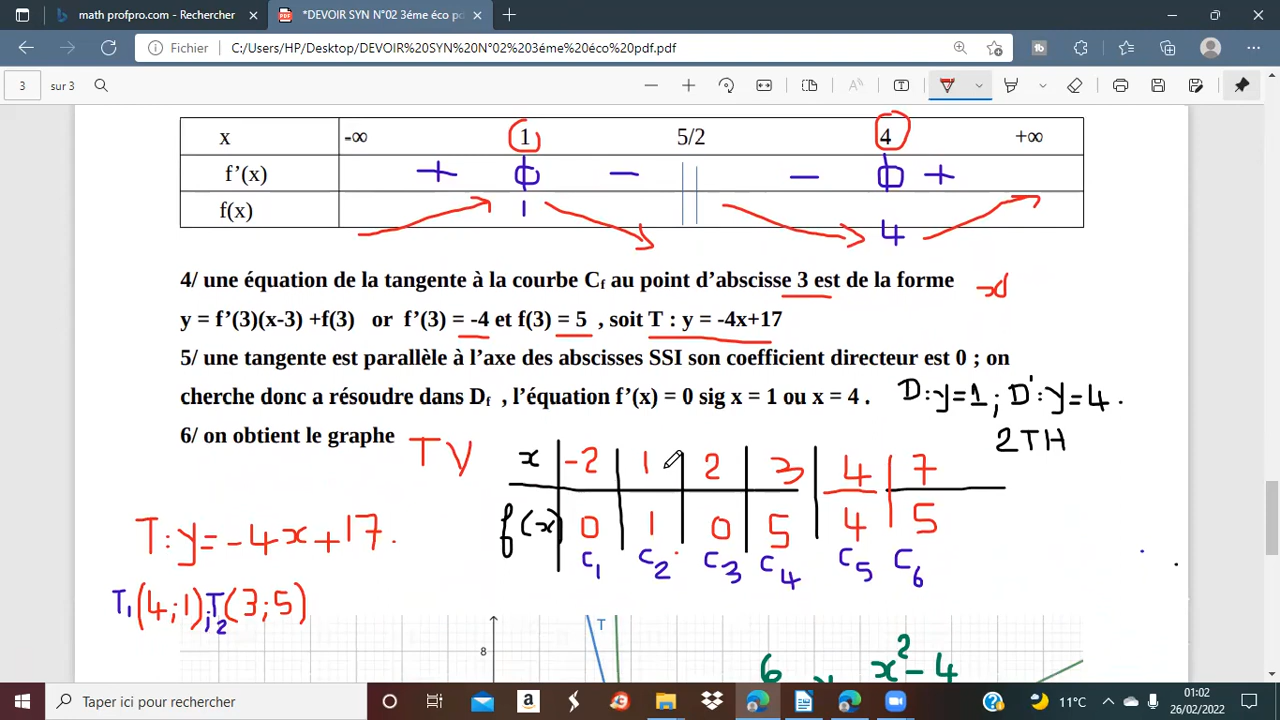 math profpro.com - Rechercher
*DEVOIR SYN N°02 3éme éco pd
Fichier
C:/Users/HP/Desktop/DEVOIR%20SYN%20N°02%203éme%20éco%20pdf.pdf
3 sur 3
x -∞ 1 5/2 4 +∞
f'(x) + 0 - - 0 +
f(x) 1 4
4/ une équation de la tangente à la courbe Cf au point d'abscisse 3 est de la forme
y = f'(3)(x-3) +f(3) or f'(3) = -4 et f(3) = 5 , soit T : y = -4x+17
5/ une tangente est parallèle à l'axe des abscisses SSI son coefficient directeur est 0 ; on
cherche donc a résoudre dans Df , l'équation f'(x) = 0 sig x = 1 ou x = 4 .
D:y=1; D':y=4.
2TH
6/ on obtient le graphe
TV
x -2 1 2 3 4 7
f(x) 0 1 0 5 4 5
C1 C2 C3 C4 C5 C6
T:y=-4x+17.
T1(4;1);T2(3;5)
T
8
x²-4
Taper ici pour rechercher
11°C
01:02
26/02/2022